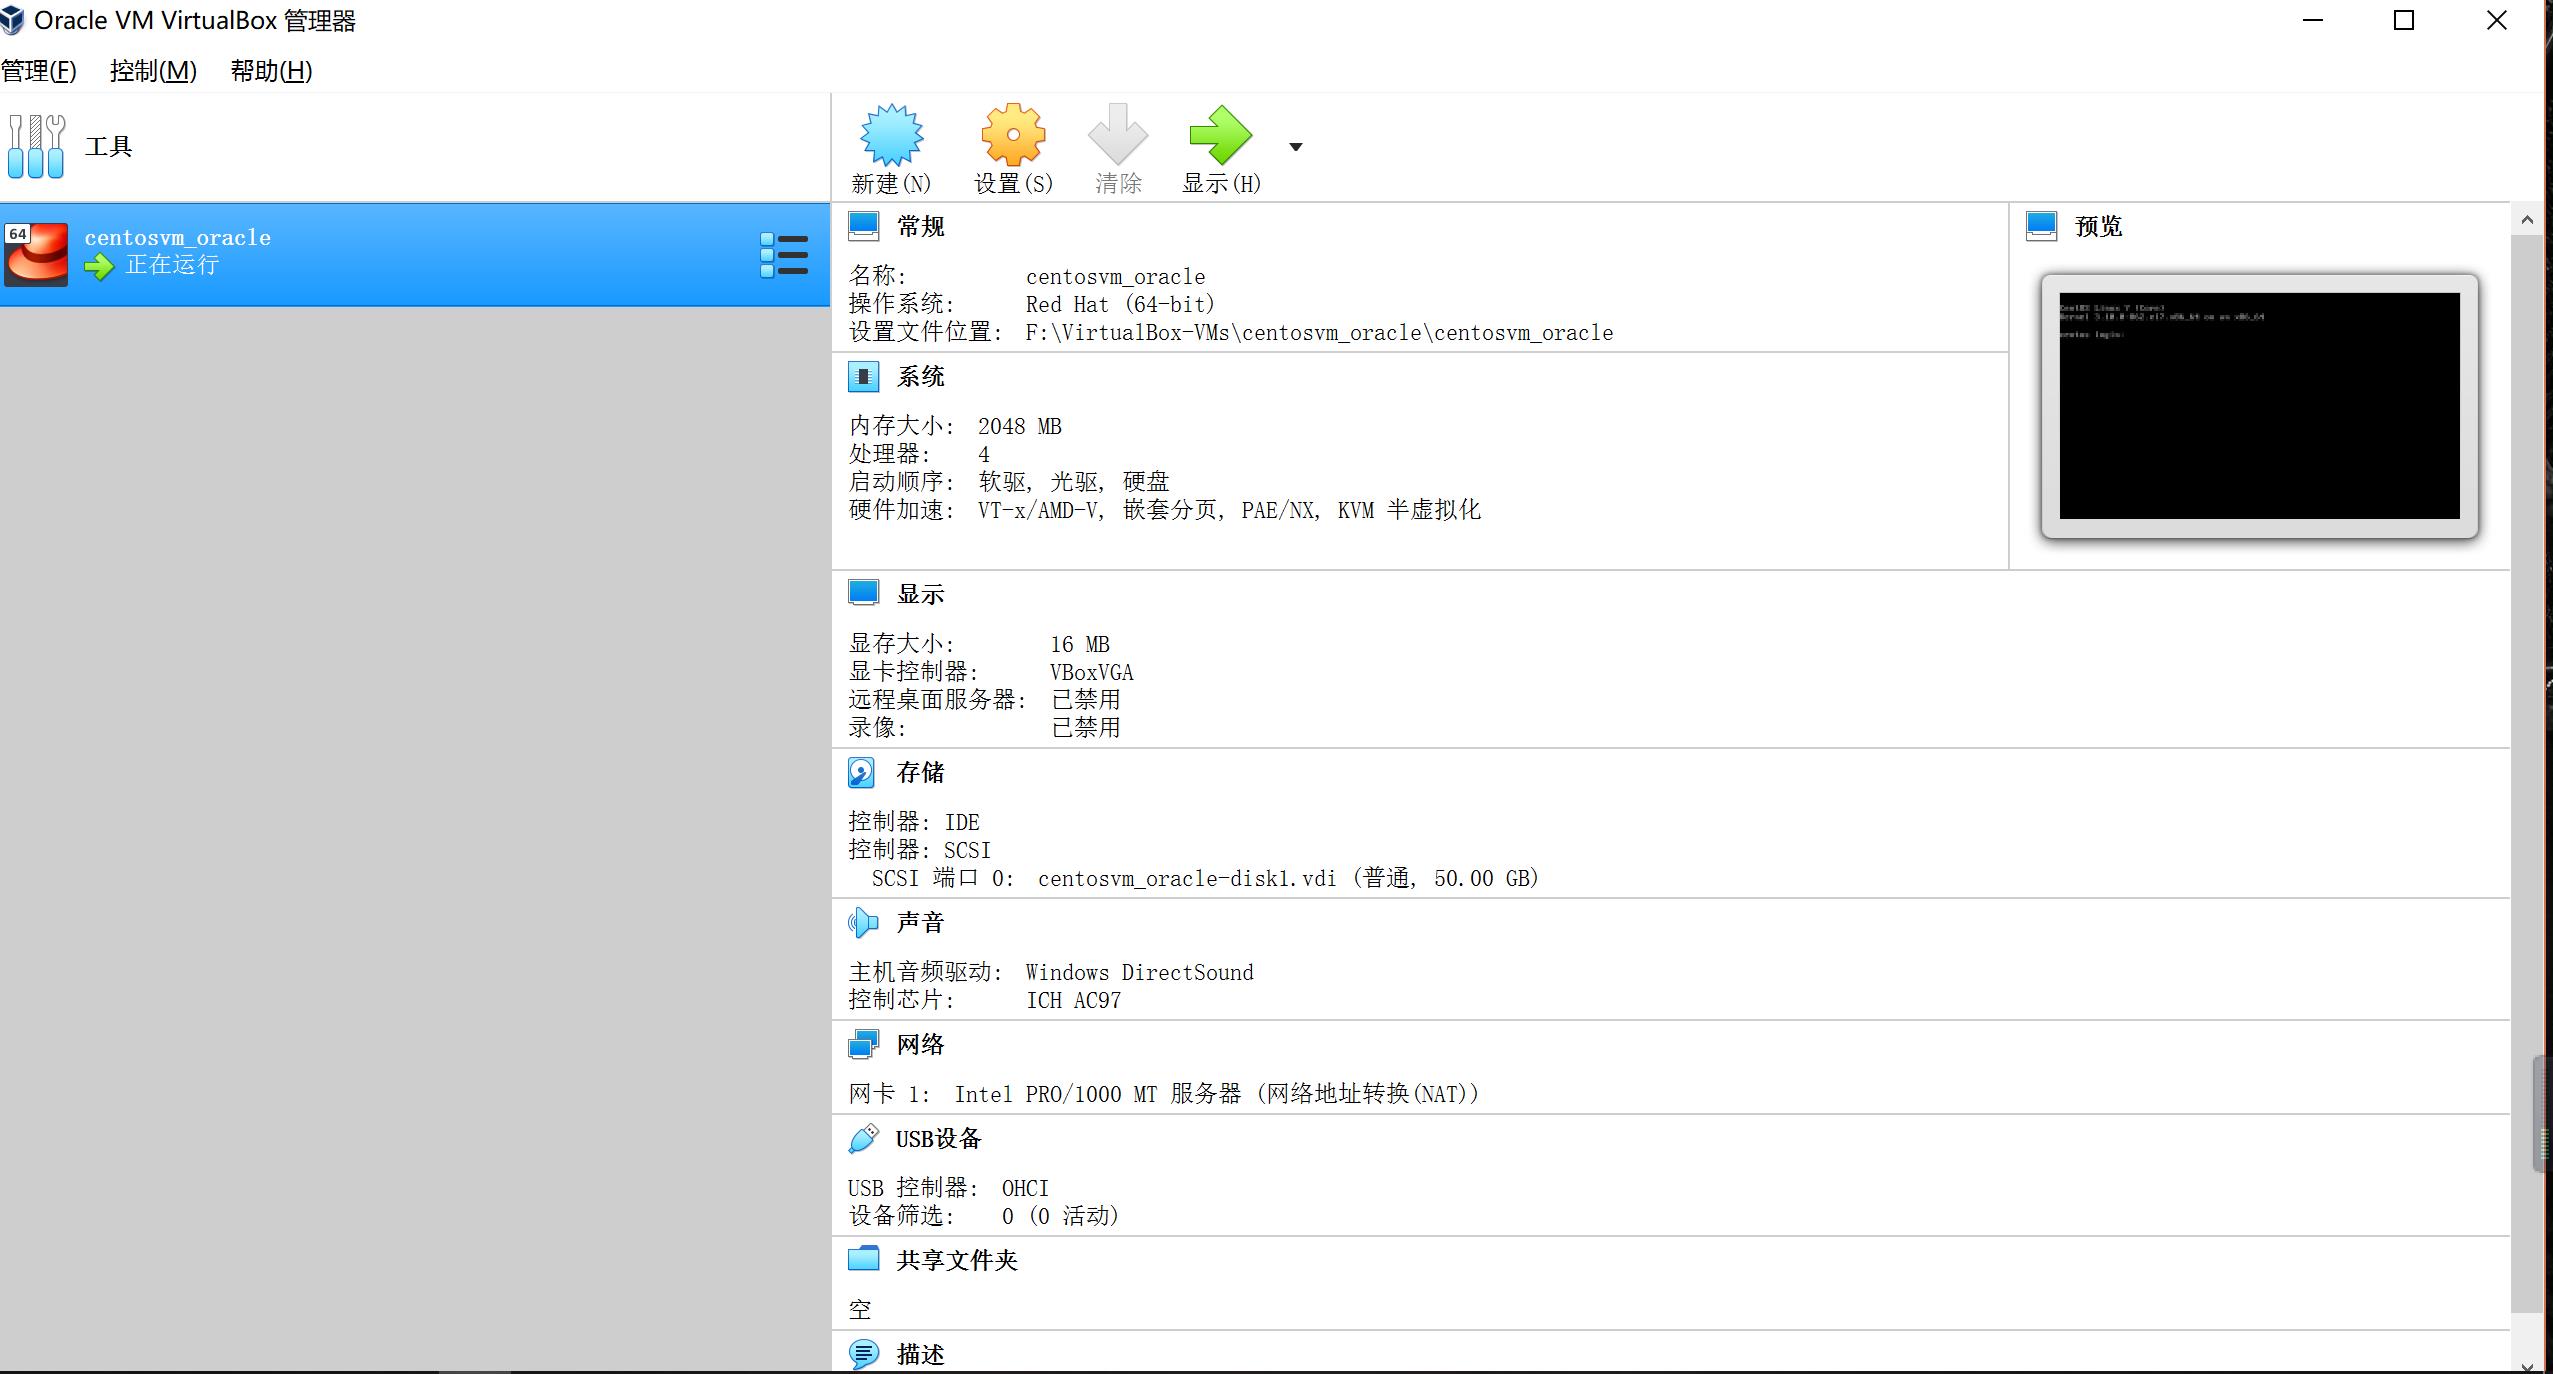 Oracle VM VirtualBox 管理器
管理(F) 控制(M) 帮助(H)
工具
新建(N) 设置(S) 清除 显示(H)
64
centosvm_oracle
正在运行
常规
名称: centosvm_oracle
操作系统: Red Hat (64-bit)
设置文件位置: F:\VirtualBox-VMs\centosvm_oracle\centosvm_oracle
预览
CentOS Linux 7 (Core)
centos login:
系统
内存大小: 2048 MB
处理器: 4
启动顺序: 软驱, 光驱, 硬盘
硬件加速: VT-x/AMD-V, 嵌套分页, PAE/NX, KVM 半虚拟化
显示
显存大小: 16 MB
显卡控制器: VBoxVGA
远程桌面服务器: 已禁用
录像: 已禁用
存储
控制器: IDE
控制器: SCSI
SCSI 端口 0: centosvm_oracle-disk1.vdi (普通, 50.00 GB)
声音
主机音频驱动: Windows DirectSound
控制芯片: ICH AC97
网络
网卡 1: Intel PRO/1000 MT 服务器 (网络地址转换(NAT))
USB设备
USB 控制器: OHCI
设备筛选: 0 (0 活动)
共享文件夹
空
描述